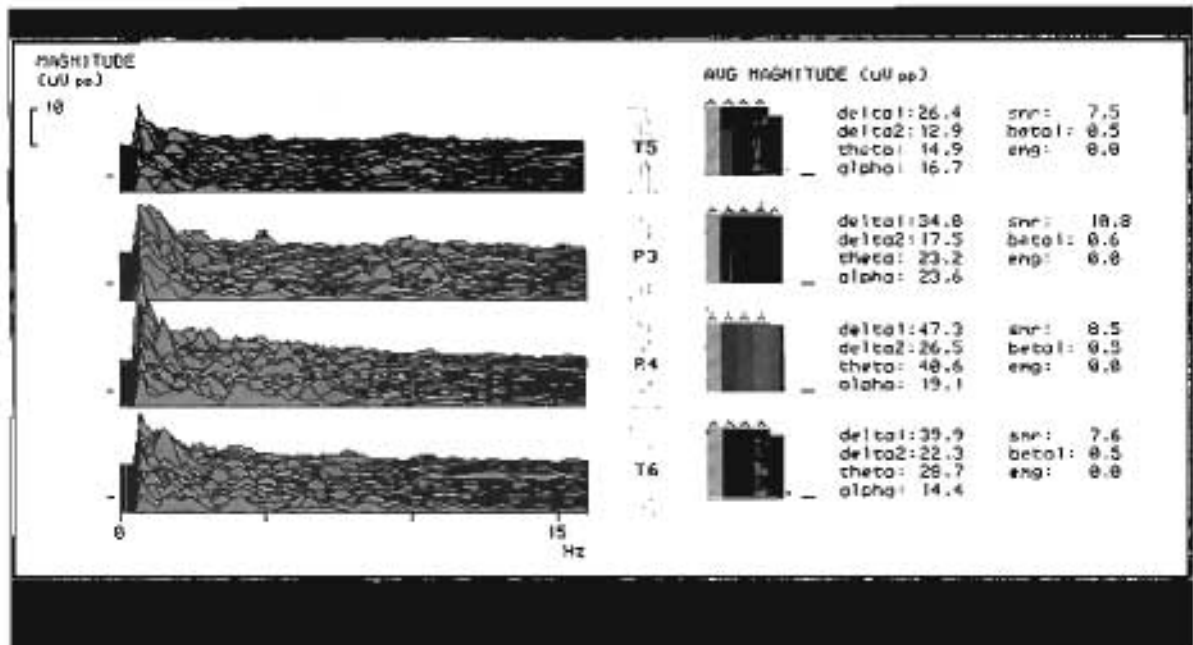 MAGNITUDE
(uV pp)
10
0
15
Hz
T5
P3
P4
T6
AVG MAGNITUDE (uV pp)
delta1: 26.4 smr: 7.5
delta2: 12.9 beta1: 0.5
theta: 14.9 emg: 0.0
alpha: 16.7
delta1: 34.0 smr: 10.8
delta2: 17.5 beta1: 0.6
theta: 23.2 emg: 0.0
alpha: 23.6
delta1: 47.3 smr: 8.5
delta2: 26.5 beta1: 0.5
theta: 40.6 emg: 0.0
alpha: 19.1
delta1: 39.9 smr: 7.6
delta2: 22.3 beta1: 0.5
theta: 28.7 emg: 0.0
alpha: 14.4